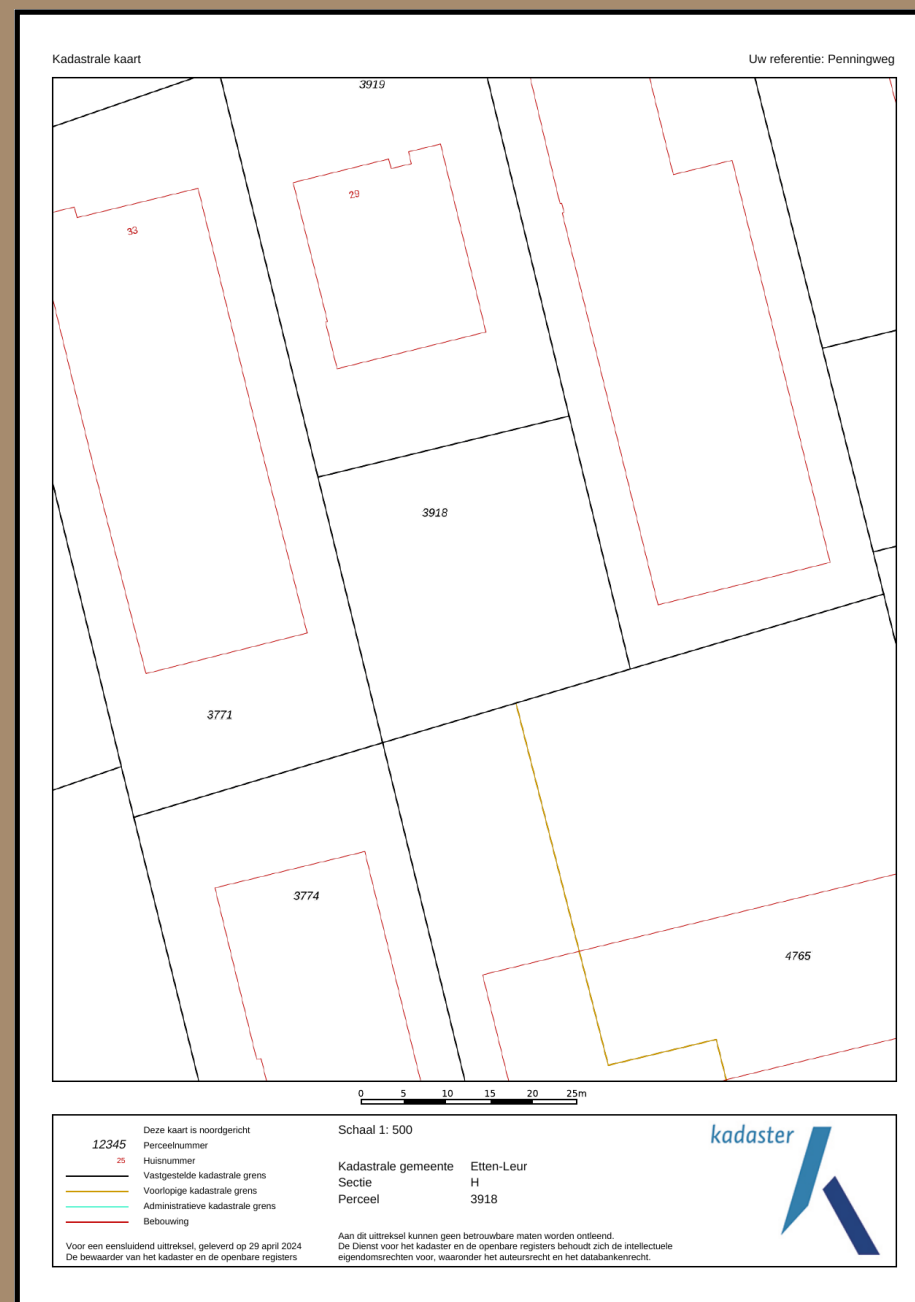 Kadastrale kaart
Uw referentie: Penningweg
3919
29
33
3918
3771
3774
4765
0 5 10 15 20 25m
Deze kaart is noordgericht
12345 Perceelnummer
25 Huisnummer
Vastgestelde kadastrale grens
Voorlopige kadastrale grens
Administratieve kadastrale grens
Bebouwing
Voor een eensluidend uittreksel, geleverd op 29 april 2024
De bewaarder van het kadaster en de openbare registers
Schaal 1: 500
Kadastrale gemeente Etten-Leur
Sectie H
Perceel 3918
Aan dit uittreksel kunnen geen betrouwbare maten worden ontleend.
De Dienst voor het kadaster en de openbare registers behoudt zich de intellectuele
eigendomsrechten voor, waaronder het auteursrecht en het databankenrecht.
kadaster